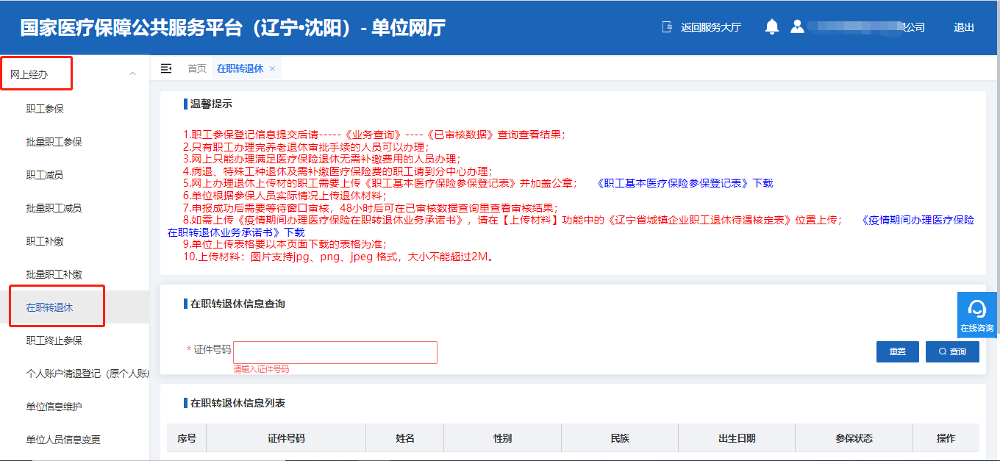 国家医疗保障公共服务平台（辽宁•沈阳）- 单位网厅
返回服务大厅
公司
退出
网上经办
首页
在职转退休 ×
职工参保
批量职工参保
职工减员
批量职工减员
职工补缴
批量职工补缴
在职转退休
职工终止参保
个人账户清退登记（原个人账
单位信息维护
单位人员信息变更
温馨提示
1.职工参保登记信息提交后请-----《业务查询》----《已审核数据》查询查看结果；
2.只有职工办理完养老退休审批手续的人员可以办理；
3.网上只能办理满足医疗保险退休无需补缴费用的人员办理；
4.病退、特殊工种退休及需补缴医疗保险费的职工请到分中心办理；
5.网上办理退休上传材的职工需要上传《职工基本医疗保险参保登记表》并加盖公章； 《职工基本医疗保险参保登记表》下载
6.单位根据参保人员实际情况上传退休材料；
7.申报成功后需要等待窗口审核，48小时后可在已审核数据查询里查看审核结果；
8.如需上传《疫情期间办理医疗保险在职转退休业务承诺书》，请在【上传材料】功能中的《辽宁省城镇企业职工退休待遇核定表》位置上传； 《疫情期间办理医疗保险
在职转退休业务承诺书》下载
9.单位上传表格要以本页面下载的表格为准；
10.上传材料：图片支持jpg、png、jpeg 格式，大小不能超过2M。
在职转退休信息查询
* 证件号码
请输入证件号码
重置
查询
在线咨询
在职转退休信息列表
序号 证件号码 姓名 性别 民族 出生日期 参保状态 操作